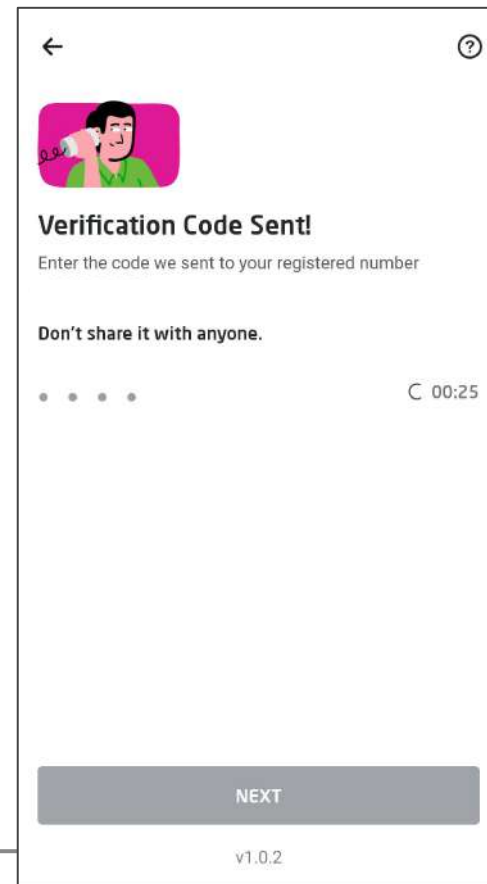 Verification Code Sent!
Enter the code we sent to your registered number
Don't share it with anyone.
00:25
NEXT
v1.0.2